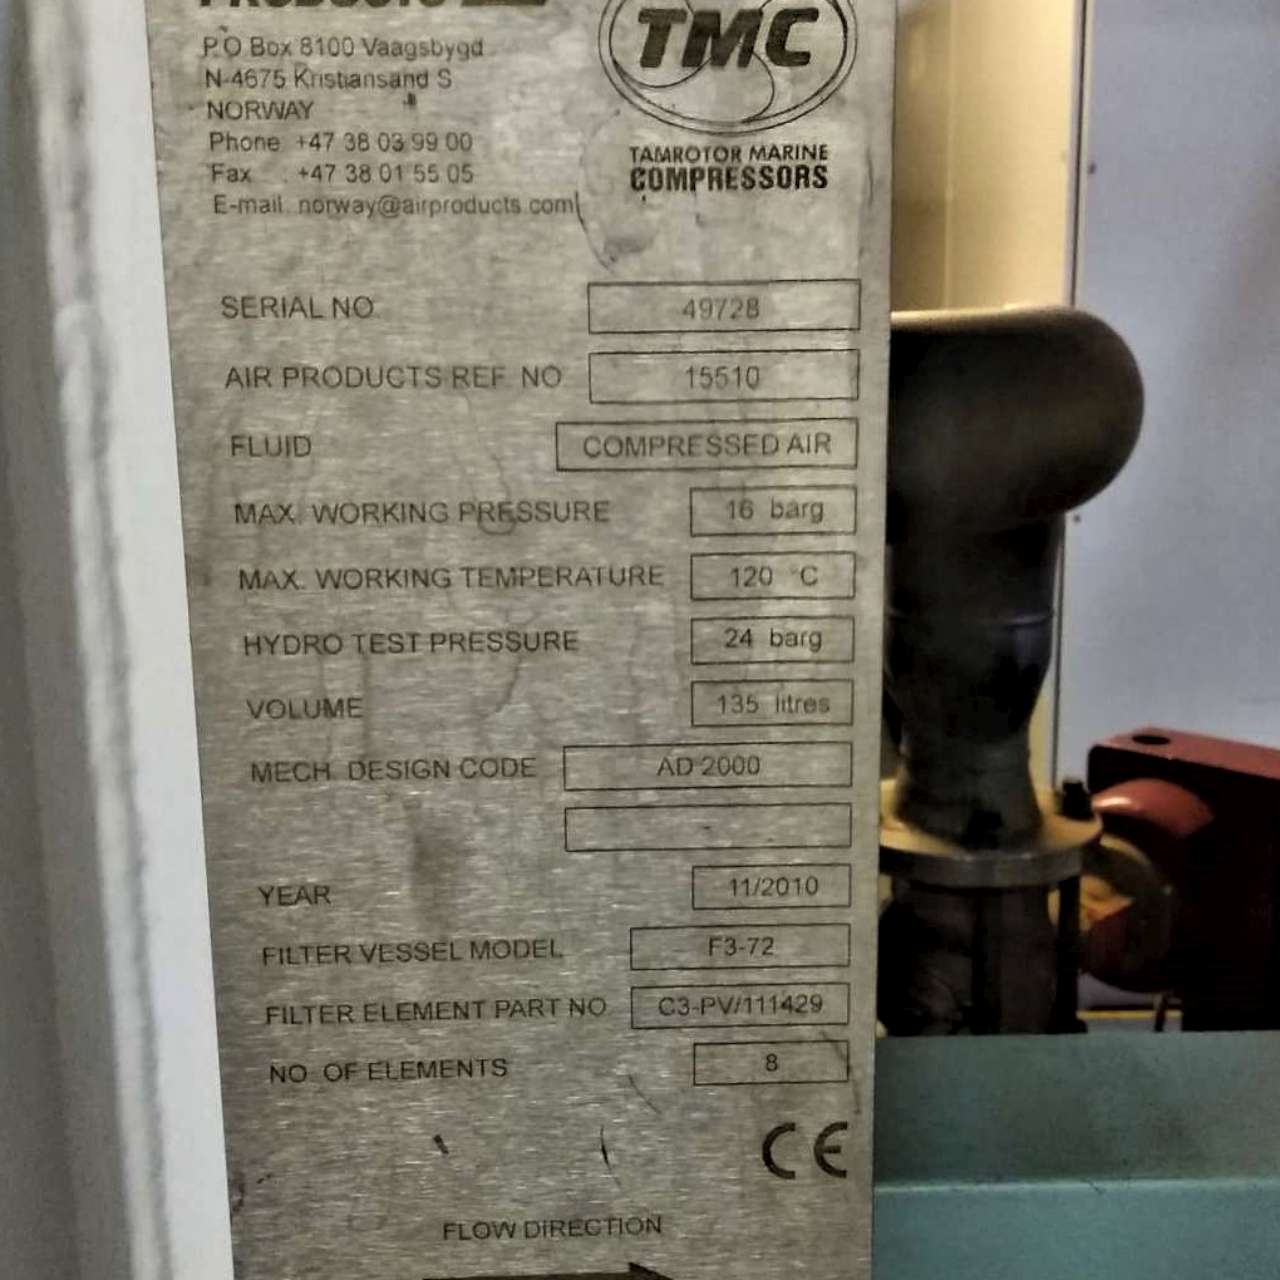 PRODUCTS
TMC
P.O Box 8100 Vaagsbygd
N-4675 Kristiansand S
NORWAY
Phone +47 38 03 99 00
Fax : +47 38 01 55 05
E-mail: norway@airproducts.com
TAMROTOR MARINE
COMPRESSORS
SERIAL NO. 49728
AIR PRODUCTS REF. NO 15510
FLUID COMPRESSED AIR
MAX. WORKING PRESSURE 16 barg
MAX. WORKING TEMPERATURE 120 °C
HYDRO TEST PRESSURE 24 barg
VOLUME 135 litres
MECH. DESIGN CODE AD 2000
YEAR 11/2010
FILTER VESSEL MODEL F3-72
FILTER ELEMENT PART NO C3-PV/111429
NO. OF ELEMENTS 8
CE
FLOW DIRECTION